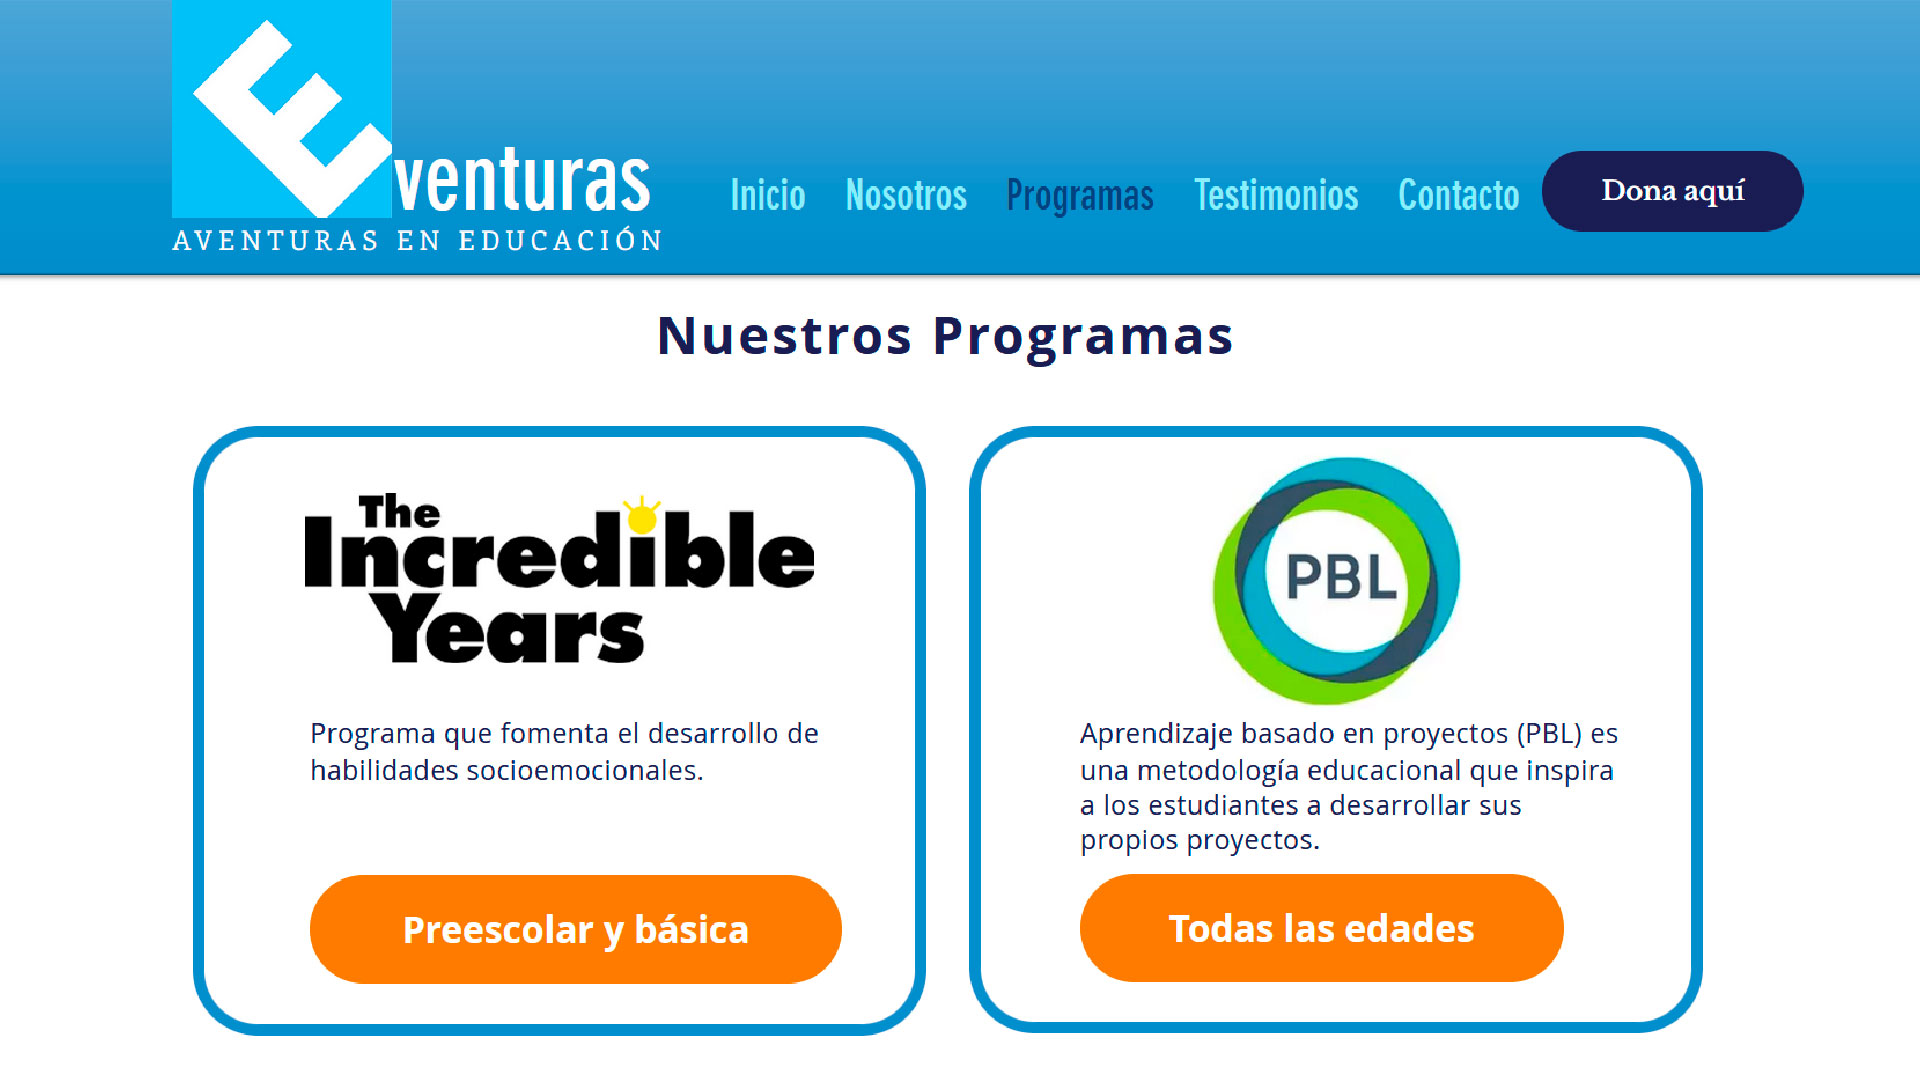 Eventuras
AVENTURAS EN EDUCACIÓN
Inicio Nosotros Programas Testimonios Contacto Dona aquí
Nuestros Programas
The
Incredible
Years
Programa que fomenta el desarrollo de
habilidades socioemocionales.
Preescolar y básica
PBL
Aprendizaje basado en proyectos (PBL) es
una metodología educacional que inspira
a los estudiantes a desarrollar sus
propios proyectos.
Todas las edades